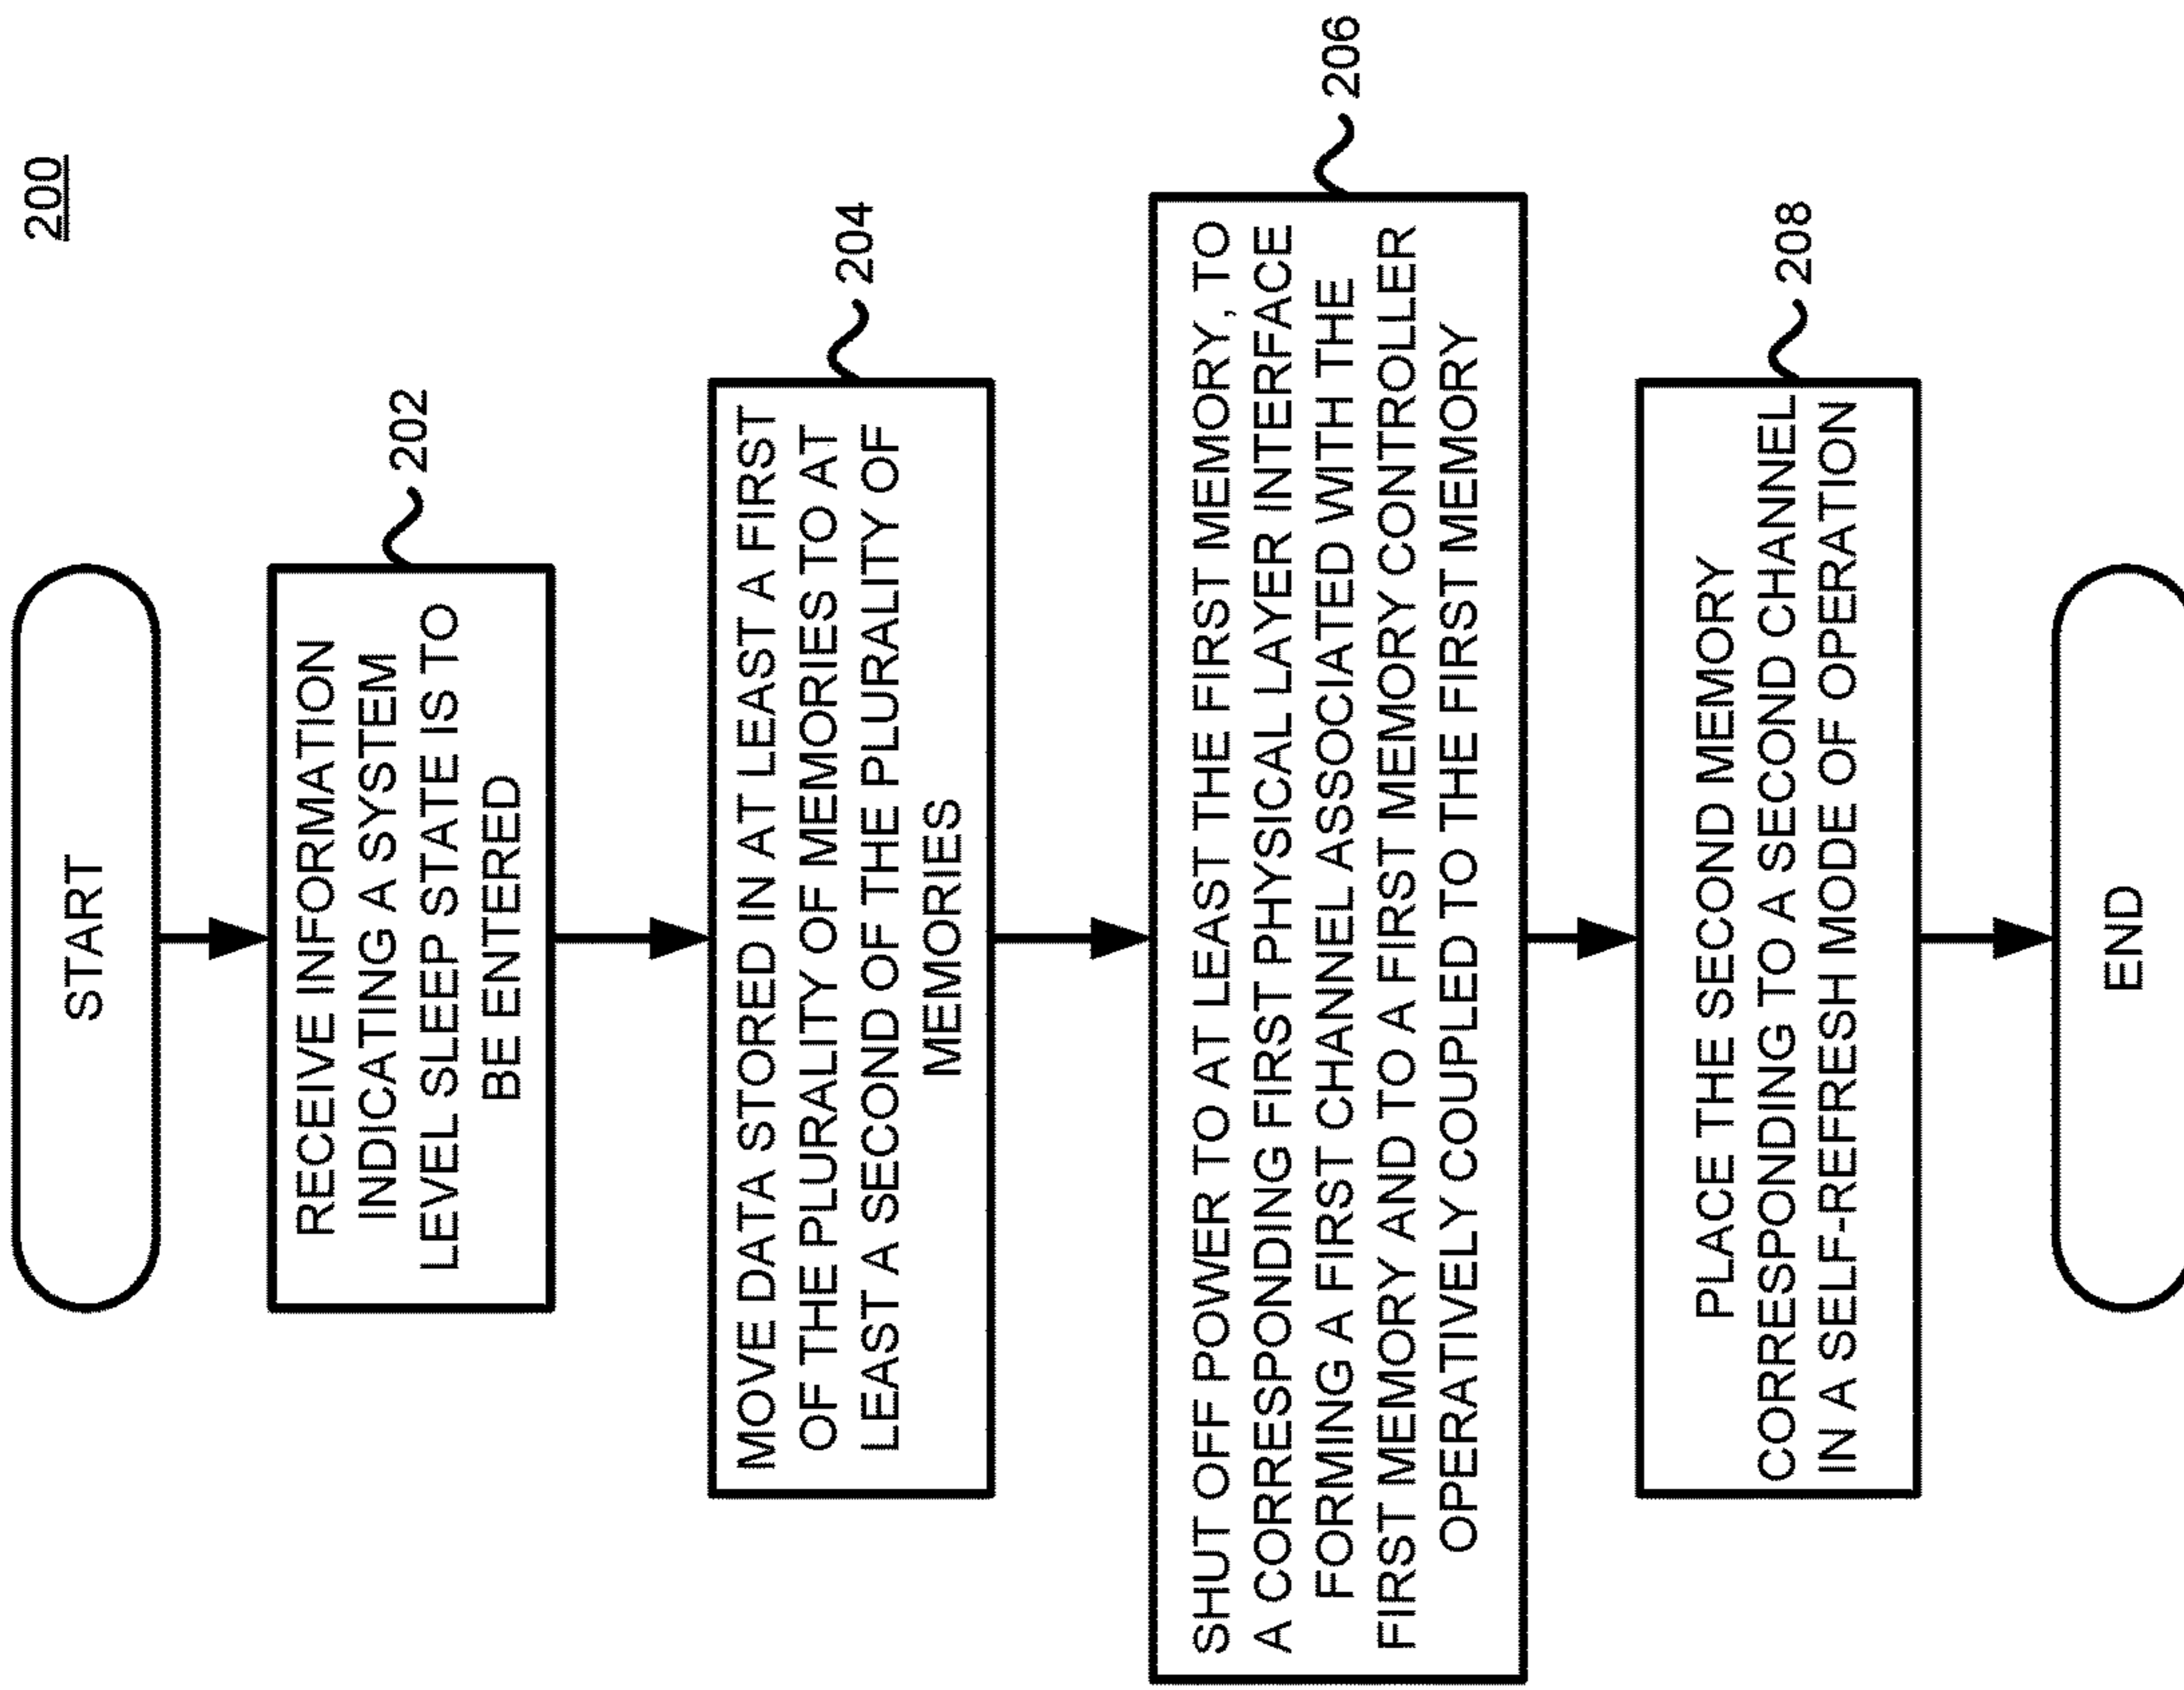 200
START
RECEIVE INFORMATION
INDICATING A SYSTEM
LEVEL SLEEP STATE IS TO
BE ENTERED
202
MOVE DATA STORED IN AT LEAST A FIRST
OF THE PLURALITY OF MEMORIES TO AT
LEAST A SECOND OF THE PLURALITY OF
MEMORIES
204
SHUT OFF POWER TO AT LEAST THE FIRST MEMORY, TO
A CORRESPONDING FIRST PHYSICAL LAYER INTERFACE
FORMING A FIRST CHANNEL ASSOCIATED WITH THE
FIRST MEMORY AND TO A FIRST MEMORY CONTROLLER
OPERATIVELY COUPLED TO THE FIRST MEMORY
206
PLACE THE SECOND MEMORY
CORRESPONDING TO A SECOND CHANNEL
IN A SELF-REFRESH MODE OF OPERATION
208
END